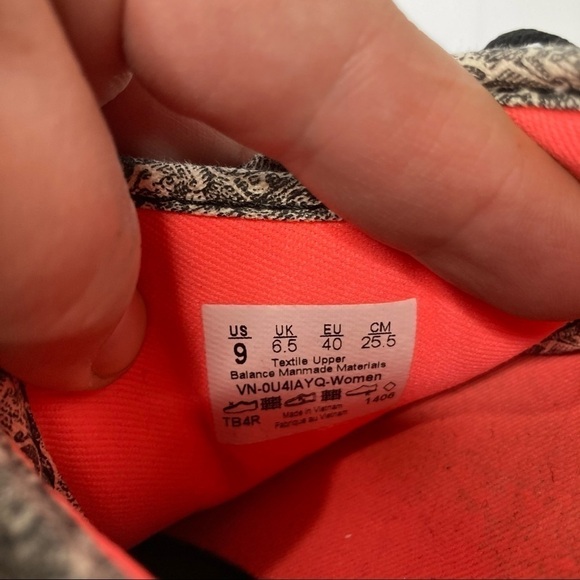 US UK EU CM
9 6.5 40 25.5
Textile Upper
Balance Manmade Materials
VN-0U4IAYQ-Women
1406
TB4R Made in Vietnam
Fabrique au Vietnam